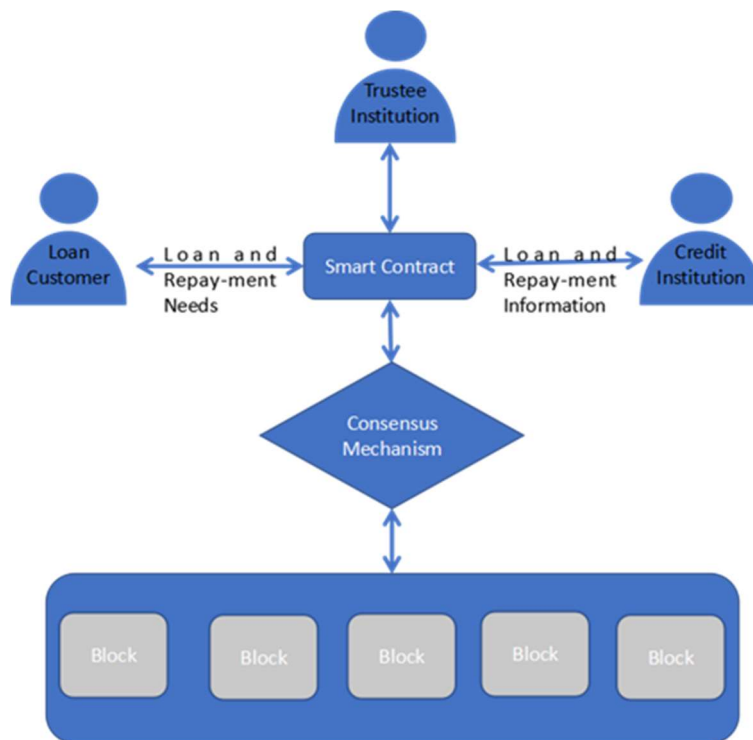 Trustee
Institution
Loan
Customer
Loan and
Repay-ment
Needs
Smart Contract
Loan and
Repay-ment
Information
Credit
Institution
Consensus
Mechanism
Block
Block
Block
Block
Block